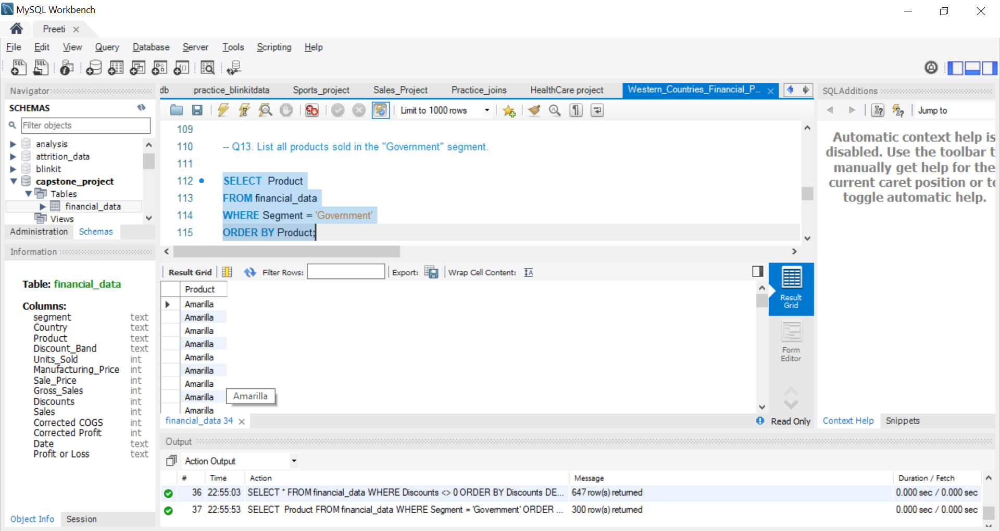 MySQL Workbench
Preeti
File Edit View Query Database Server Tools Scripting Help
Navigator
SCHEMAS
Filter objects
analysis
attrition_data
blinkit
capstone_project
Tables
financial_data
Views
Administration Schemas
Information
Table: financial_data
Columns:
segment text
Country text
Product text
Discount_Band text
Units_Sold int
Manufacturing_Price int
Sale_Price int
Gross_Sales int
Discounts int
Sales int
Corrected COGS int
Corrected Profit int
Date text
Profit or Loss text
Object Info Session
db practice_blinkitdata Sports_project Sales_Project Practice_joins HealthCare project Western_Countries_Financial_P...
Limit to 1000 rows
109
110 -- Q13. List all products sold in the "Government" segment.
111
112 SELECT Product
113 FROM financial_data
114 WHERE Segment = 'Government'
115 ORDER BY Product;
Result Grid Filter Rows: Export: Wrap Cell Content:
Product
Amarilla
Amarilla
Amarilla
Amarilla
Amarilla
Amarilla
Amarilla
Amarilla Amarilla
Amarilla
Result
Grid
Form
Editor
financial_data 34
Read Only
SQLAdditions
Jump to
Automatic context help is
disabled. Use the toolbar t
manually get help for the
current caret position or to
toggle automatic help.
Context Help Snippets
Output
Action Output
# Time Action Message Duration / Fetch
36 22:55:03 SELECT * FROM financial_data WHERE Discounts <> 0 ORDER BY Discounts DE... 647 row(s) returned 0.000 sec / 0.000 sec
37 22:55:53 SELECT Product FROM financial_data WHERE Segment = 'Government' ORDER ... 300 row(s) returned 0.000 sec / 0.000 sec